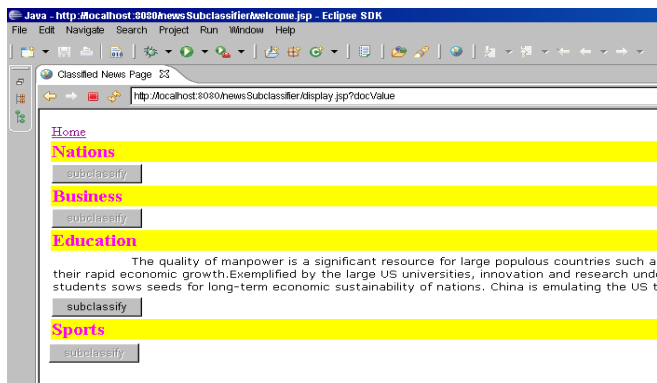 Java - http://localhost:8080/newsSubclassifier/welcome.jsp - Eclipse SDK
File Edit Navigate Search Project Run Window Help
Classified News Page
http://localhost:8080/newsSubclassifier/display.jsp?docValue
Home
Nations
subclassify
Business
subclassify
Education
The quality of manpower is a significant resource for large populous countries such a
their rapid economic growth.Exemplified by the large US universities, innovation and research und
students sows seeds for long-term economic sustainability of nations. China is emulating the US t
subclassify
Sports
subclassify